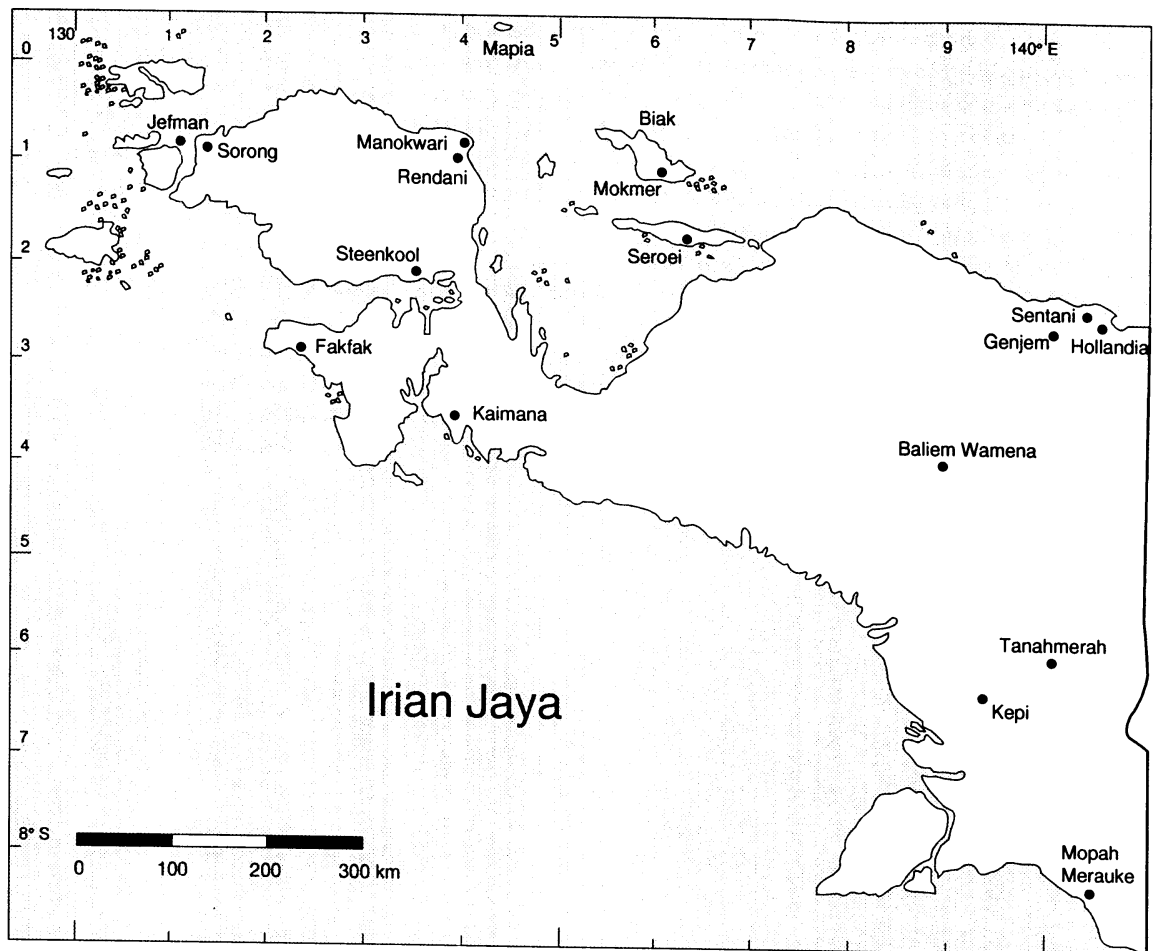 130 1 2 3 4 5 6 7 8 9 140° E
0
Mapia
Jefman
Sorong
Manokwari
Rendani
Biak
Mokmer
1
Steenkool
Seroei
2
Sentani
Genjem
Hollandia
Fakfak
3
Kaimana
4
Baliem Wamena
5
Tanahmerah
6
Irian Jaya
Kepi
7
8° S
0 100 200 300 km
Mopah
Merauke